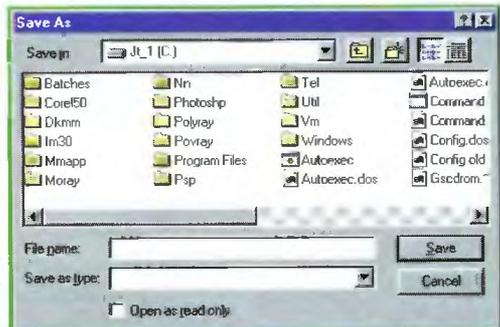 Save As
Save in: Jt_1 (C:)
Batches
Corel50
Dkmm
Im30
Mmapp
Moray
Nn
Photoshp
Polyray
Povray
Program Files
Psp
Tel
Util
Vm
Windows
Autoexec
Autoexec.dos
Autoexec.
Command
Command
Config.dos
Config old
Gscdrom.~
File name:
Save
Save as type:
Cancel
Open as read only